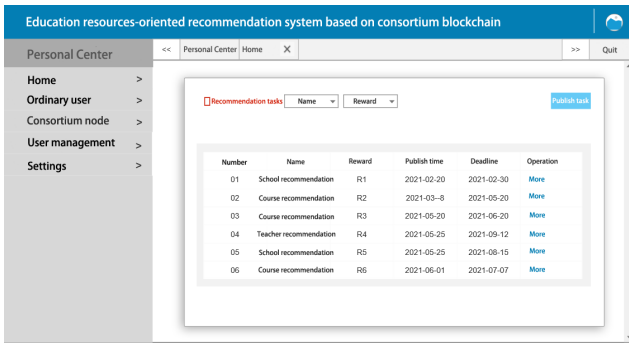 Education resources-oriented recommendation system based on consortium blockchain
Personal Center
<< Personal Center Home X >> Quit
Home >
Ordinary user >
Consortium node >
User management >
Settings >
Recommendation tasks Name Reward Publish task
Number Name Reward Publish time Deadline Operation
01 School recommendation R1 2021-02-20 2021-02-30 More
02 Course recommendation R2 2021-03--8 2021-05-20 More
03 Course recommendation R3 2021-05-20 2021-06-20 More
04 Teacher recommendation R4 2021-05-25 2021-09-12 More
05 School recommendation R5 2021-05-25 2021-08-15 More
06 Course recommendation R6 2021-06-01 2021-07-07 More